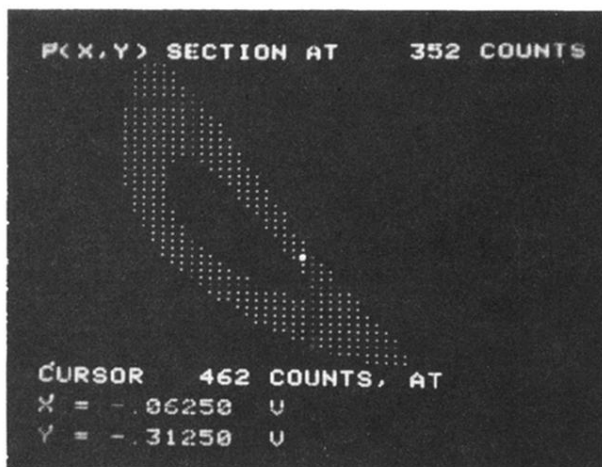 P(X,Y) SECTION AT 352 COUNTS
CURSOR 462 COUNTS, AT
X = -.06250 V
Y = -.31250 V